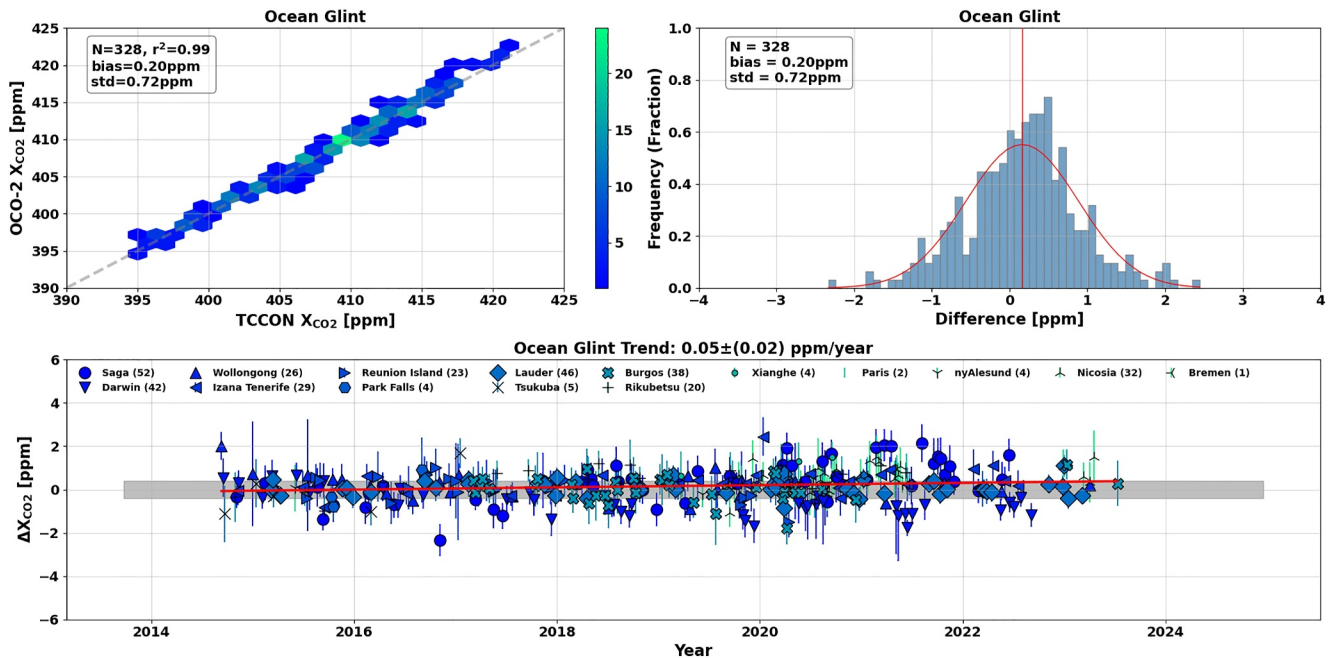 Ocean Glint
N=328, r²=0.99
bias=0.20ppm
std=0.72ppm
OCO-2 X_CO2 [ppm]
425
420
415
410
405
400
395
390
390 395 400 405 410 415 420 425
TCCON X_CO2 [ppm]
20
15
10
5
Ocean Glint
N = 328
bias = 0.20ppm
std = 0.72ppm
Frequency (Fraction)
1.0
0.8
0.6
0.4
0.2
0.0
−4 −3 −2 −1 0 1 2 3 4
Difference [ppm]
Ocean Glint Trend: 0.05±(0.02) ppm/year
Saga (52) Wollongong (26) Reunion Island (23) Lauder (46) Burgos (38) Xianghe (4) Paris (2) nyAlesund (4) Nicosia (32) Bremen (1)
Darwin (42) Izana Tenerife (29) Park Falls (4) Tsukuba (5) Rikubetsu (20)
ΔX_CO2 [ppm]
6
4
2
0
−2
−4
−6
2014 2016 2018 2020 2022 2024
Year